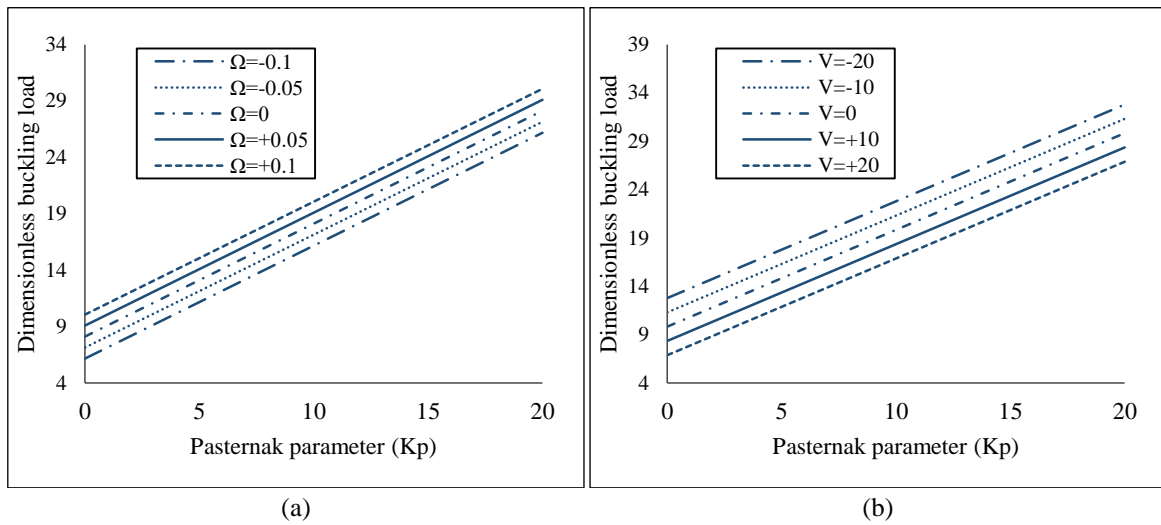 34
29
24
19
14
9
4
Dimensionless buckling load
Ω=-0.1
Ω=-0.05
Ω=0
Ω=+0.05
Ω=+0.1
0 5 10 15 20
Pasternak parameter (Kp)
(a)
39
34
29
24
19
14
9
4
Dimensionless buckling load
V=-20
V=-10
V=0
V=+10
V=+20
0 5 10 15 20
Pasternak parameter (Kp)
(b)